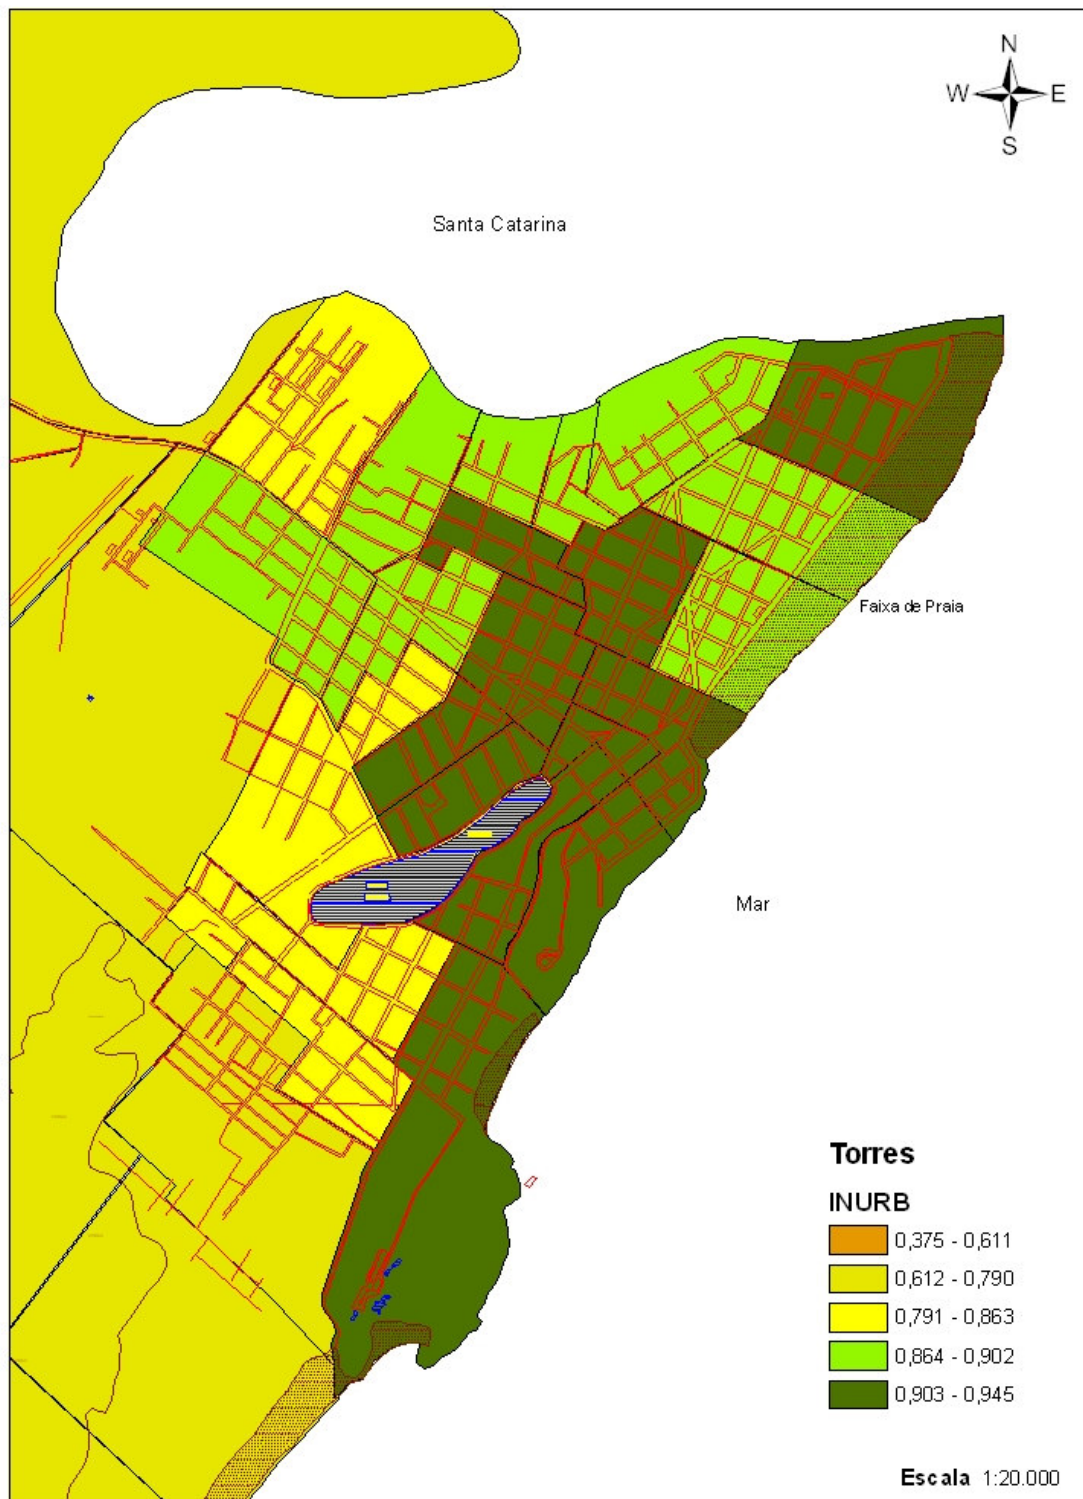 N
W E
S
Santa Catarina
Faixa de Praia
Mar
Torres
INURB
0,375 - 0,611
0,612 - 0,790
0,791 - 0,863
0,864 - 0,902
0,903 - 0,945
Escala 1:20.000